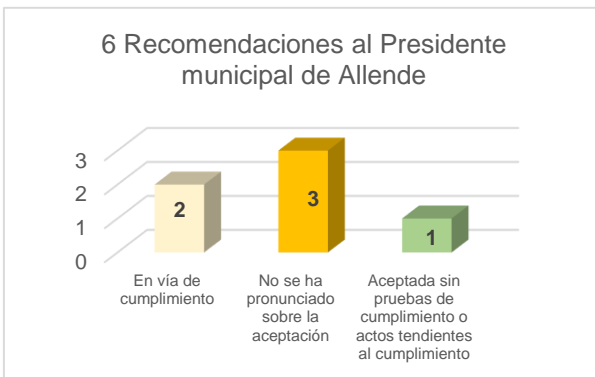 6 Recomendaciones al Presidente
municipal de Allende
3
2
1
0
2
3
1
En vía de
cumplimiento
No se ha
pronunciado
sobre la
aceptación
Aceptada sin
pruebas de
cumplimiento o
actos tendientes
al cumplimiento